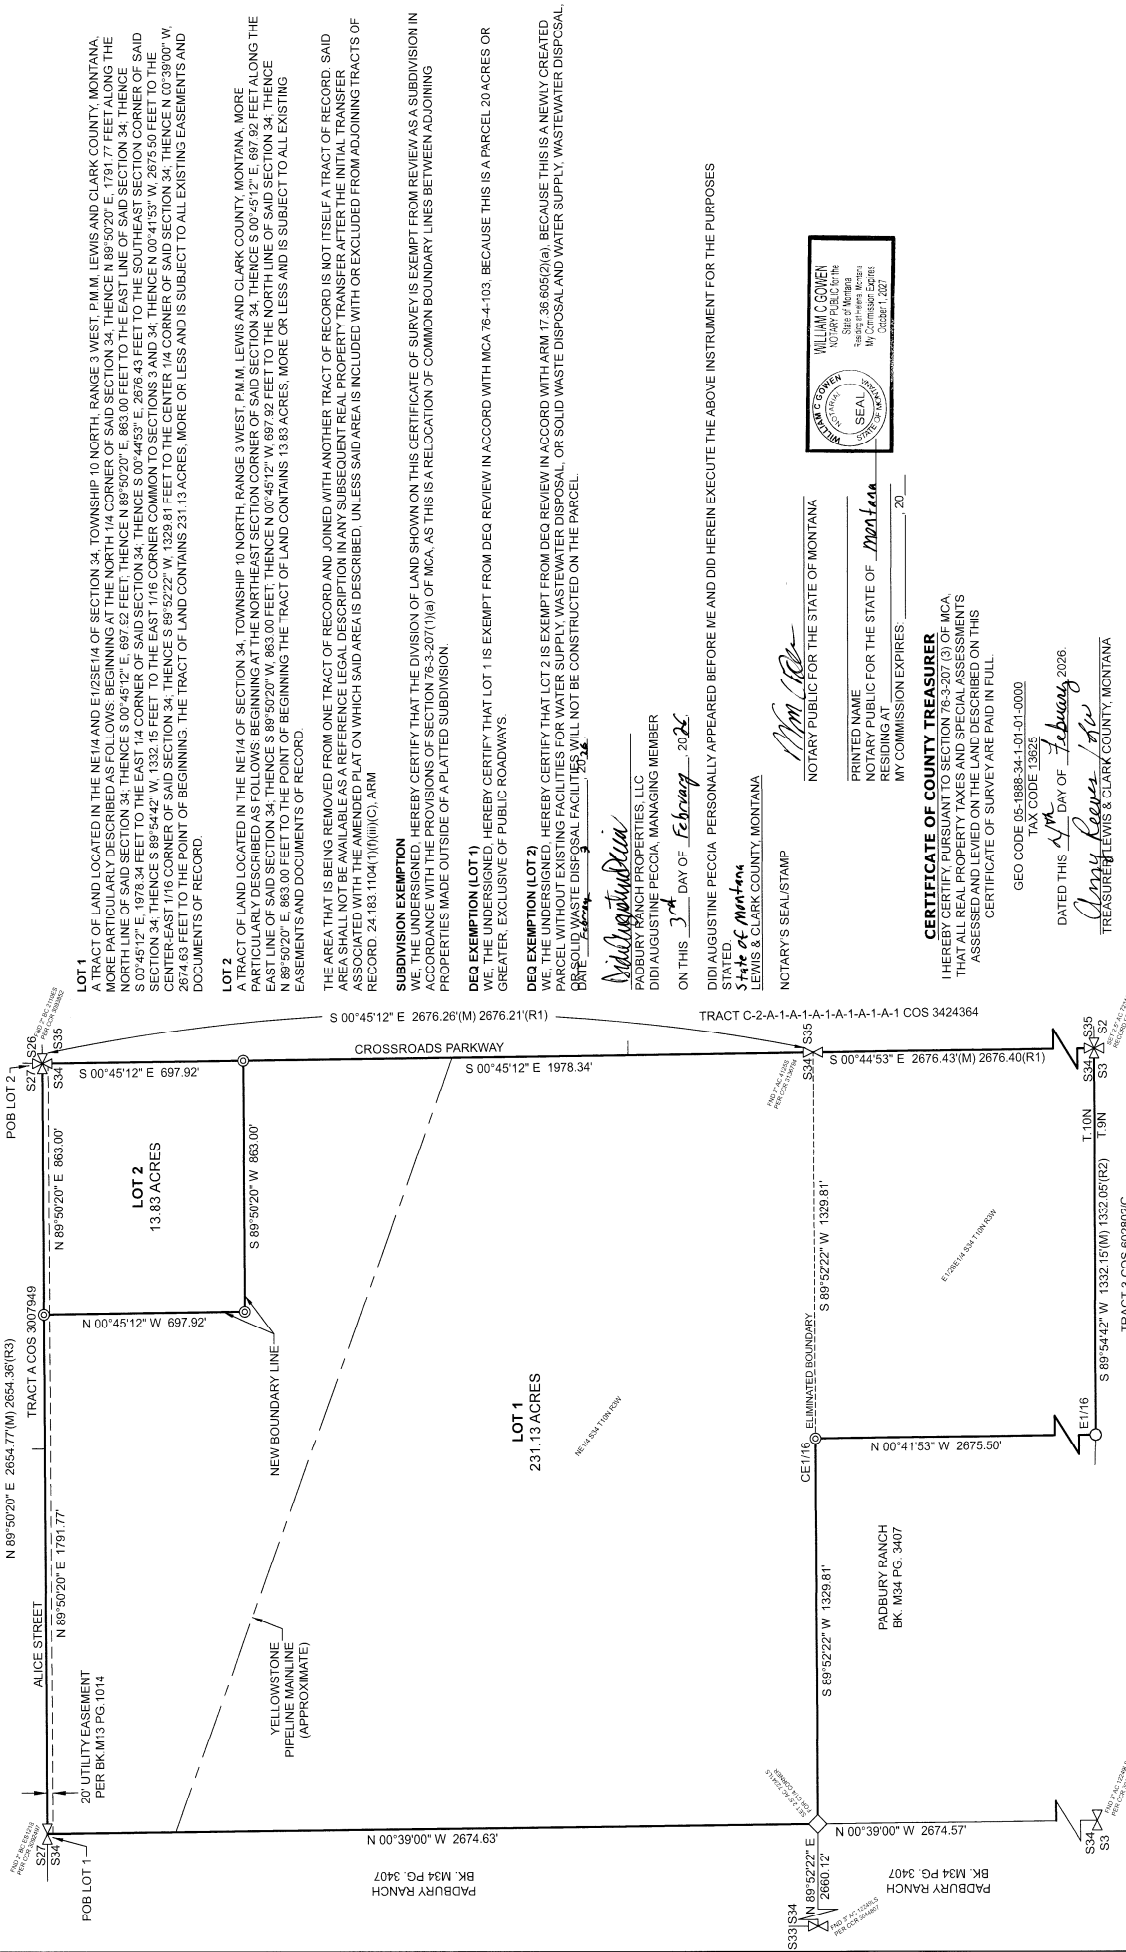 N 89°50'20" E 2654.77'(M) 2654.36'(R3)
ALICE STREET
TRACT A COS 3007949
N 89°50'20" E 1791.77'
N 89°50'20" E 863.00'
POB LOT 1
POB LOT 2
S27
S34
S27 S26
S34 S35
20' UTILITY EASEMENT
PER BK.M13 PG.1014
LOT 2
13.83 ACRES
S 00°45'12" E 697.92'
N 00°45'12" W 697.92'
S 89°50'20" W 863.00'
NEW BOUNDARY LINE
YELLOWSTONE
PIPELINE MAINLINE
(APPROXIMATE)
CROSSROADS PARKWAY
S 00°45'12" E 1978.34'
S 00°45'12" E 2676.26'(M) 2676.21'(R1)
TRACT C-2-A-1-A-1-A-1-A-1-A-1-A-1 COS 3424364
LOT 1
231.13 ACRES
NE1/4 S34 T10N R3W
N 00°39'00" W 2674.63'
PADBURY RANCH
BK. M34 PG. 3407
SET 2.5" AC 72341LS
FOR C1/4 CORNER
S 89°52'22" W 1329.81'
CE1/16
ELIMINATED BOUNDARY
S 89°52'22" W 1329.81'
S34 S35
S33 S34
N 89°52'22" E
2660.12'
N 00°39'00" W 2674.57'
PADBURY RANCH
BK. M34 PG. 3407
PADBURY RANCH
BK. M34 PG. 3407
N 00°41'53" W 2675.50'
E1/2SE1/4 S34 T10N R3W
S 00°44'53" E 2676.43'(M) 2676.40'(R1)
S34
S3
E1/16
S 89°54'42" W 1332.15'(M) 1332.05'(R2)
T.10N
T.9N
S34 S35
S3 S2
LOT 1
A TRACT OF LAND LOCATED IN THE NE1/4 AND E1/2SE1/4 OF SECTION 34, TOWNSHIP 10 NORTH, RANGE 3 WEST, P.M.M, LEWIS AND CLARK COUNTY, MONTANA,
MORE PARTICULARLY DESCRIBED AS FOLLOWS: BEGINNING AT THE NORTH 1/4 CORNER OF SAID SECTION 34, THENCE N 89°50'20" E, 1791.77 FEET ALONG THE
NORTH LINE OF SAID SECTION 34; THENCE S 00°45'12" E, 697.92 FEET; THENCE N 89°50'20" E, 863.00 FEET TO THE EAST LINE OF SAID SECTION 34; THENCE
S 00°45'12" E, 1978.34 FEET TO THE EAST 1/4 CORNER OF SAID SECTION 34; THENCE S 00°44'53" E, 2676.43 FEET TO THE SOUTHEAST SECTION CORNER OF SAID
SECTION 34; THENCE S 89°54'42" W, 1332.15 FEET TO THE EAST 1/16 CORNER COMMON TO SECTIONS 3 AND 34; THENCE N 00°41'53" W, 2675.50 FEET TO THE
CENTER-EAST 1/16 CORNER OF SAID SECTION 34; THENCE S 89°52'22" W, 1329.81 FEET TO THE CENTER 1/4 CORNER OF SAID SECTION 34; THENCE N 00°39'00" W,
2674.63 FEET TO THE POINT OF BEGINNING. THE TRACT OF LAND CONTAINS 231.13 ACRES, MORE OR LESS AND IS SUBJECT TO ALL EXISTING EASEMENTS AND
DOCUMENTS OF RECORD.
LOT 2
A TRACT OF LAND LOCATED IN THE NE1/4 OF SECTION 34, TOWNSHIP 10 NORTH, RANGE 3 WEST, P.M.M, LEWIS AND CLARK COUNTY, MONTANA, MORE
PARTICULARLY DESCRIBED AS FOLLOWS: BEGINNING AT THE NORTHEAST SECTION CORNER OF SAID SECTION 34, THENCE S 00°45'12" E, 697.92 FEET ALONG THE
EAST LINE OF SAID SECTION 34; THENCE S 89°50'20" W, 863.00 FEET; THENCE N 00°45'12" W, 697.92 FEET TO THE NORTH LINE OF SAID SECTION 34; THENCE
N 89°50'20" E, 863.00 FEET TO THE POINT OF BEGINNING THE TRACT OF LAND CONTAINS 13.83 ACRES, MORE OR LESS AND IS SUBJECT TO ALL EXISTING
EASEMENTS AND DOCUMENTS OF RECORD.
THE AREA THAT IS BEING REMOVED FROM ONE TRACT OF RECORD AND JOINED WITH ANOTHER TRACT OF RECORD IS NOT ITSELF A TRACT OF RECORD. SAID
AREA SHALL NOT BE AVAILABLE AS A REFERENCE LEGAL DESCRIPTION IN ANY SUBSEQUENT REAL PROPERTY TRANSFER AFTER THE INITIAL TRANSFER
ASSOCIATED WITH THE AMENDED PLAT ON WHICH SAID AREA IS DESCRIBED, UNLESS SAID AREA IS INCLUDED WITH OR EXCLUDED FROM ADJOINING TRACTS OF
RECORD. 24.183.1104(1)(f)(iii)(C), ARM
SUBDIVISION EXEMPTION
WE, THE UNDERSIGNED, HEREBY CERTIFY THAT THE DIVISION OF LAND SHOWN ON THIS CERTIFICATE OF SURVEY IS EXEMPT FROM REVIEW AS A SUBDIVISION IN
ACCORDANCE WITH THE PROVISIONS OF SECTION 76-3-207(1)(a) OF MCA, AS THIS IS A RELOCATION OF COMMON BOUNDARY LINES BETWEEN ADJOINING
PROPERTIES MADE OUTSIDE OF A PLATTED SUBDIVISION.
DEQ EXEMPTION (LOT 1)
WE, THE UNDERSIGNED, HEREBY CERTIFY THAT LOT 1 IS EXEMPT FROM DEQ REVIEW IN ACCORD WITH MCA 76-4-103, BECAUSE THIS IS A PARCEL 20 ACRES OR
GREATER, EXCLUSIVE OF PUBLIC ROADWAYS.
DEQ EXEMPTION (LOT 2)
WE, THE UNDERSIGNED, HEREBY CERTIFY THAT LOT 2 IS EXEMPT FROM DEQ REVIEW IN ACCORD WITH ARM 17.36.605(2)(a), BECAUSE THIS IS A NEWLY CREATED
PARCEL WITHOUT EXISTING FACILITIES FOR WATER SUPPLY, WASTEWATER DISPOSAL, OR SOLID WASTE DISPOSAL AND WATER SUPPLY, WASTEWATER DISPOSAL,
OR SOLID WASTE DISPOSAL FACILITIES WILL NOT BE CONSTRUCTED ON THE PARCEL.
DATE February 3, 2026
PADBURY RANCH PROPERTIES, LLC
DIDI AUGUSTINE PECCIA, MANAGING MEMBER
ON THIS 3rd DAY OF February, 2026,
DIDI AUGUSTINE PECCIA PERSONALLY APPEARED BEFORE ME AND DID HEREIN EXECUTE THE ABOVE INSTRUMENT FOR THE PURPOSES
STATED.
State of Montana
LEWIS & CLARK COUNTY, MONTANA
NOTARY'S SEAL/STAMP
NOTARY PUBLIC FOR THE STATE OF MONTANA
PRINTED NAME
NOTARY PUBLIC FOR THE STATE OF montana
RESIDING AT
MY COMMISSION EXPIRES: , 20
WILLIAM C GOWEN
NOTARIAL
SEAL
STATE OF MONTANA
WILLIAM C GOWEN
NOTARY PUBLIC for the
State of Montana
Residing at Helena, Montana
My Commission Expires
October 1, 2027
CERTIFICATE OF COUNTY TREASURER
I HEREBY CERTIFY, PURSUANT TO SECTION 76-3-207 (3) OF MCA,
THAT ALL REAL PROPERTY TAXES AND SPECIAL ASSESSMENTS
ASSESSED AND LEVIED ON THE LAND DESCRIBED ON THIS
CERTIFICATE OF SURVEY ARE PAID IN FULL.
GEO CODE 05-1888-34-1-01-01-0000
TAX CODE 13625
DATED THIS 4th DAY OF February 2026.
Amy Reeves
TREASURER LEWIS & CLARK COUNTY, MONTANA